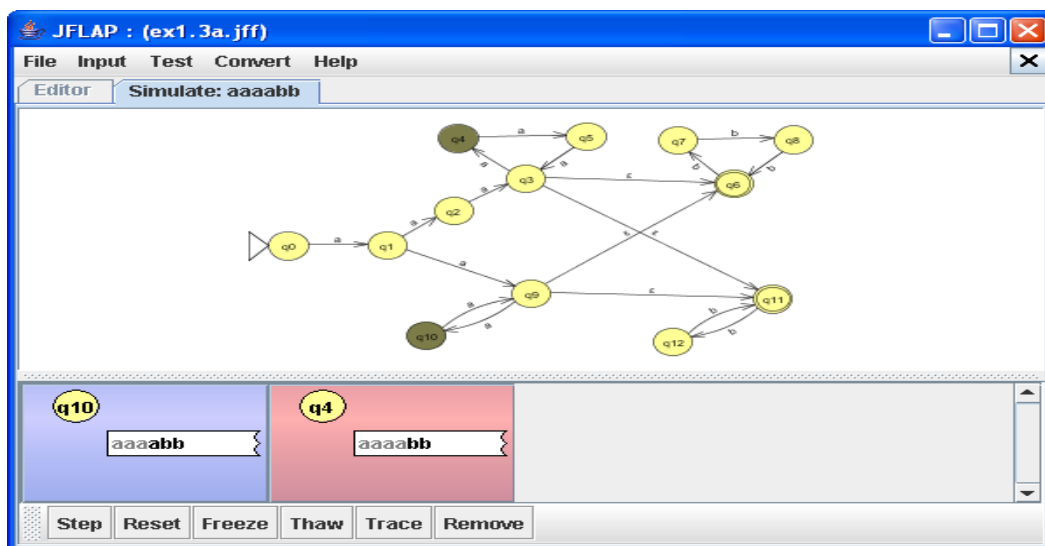 JFLAP : (ex1.3a.jff)
File Input Test Convert Help
Editor Simulate: aaaabb
q4 a q5 q7 b q8
a a b b
q3 ε q6
a
q2
a ε ε
q0 a q1
a
q9 ε q11
a a b b
q10 q12
q10 q4
aaaabb aaaabb
Step Reset Freeze Thaw Trace Remove